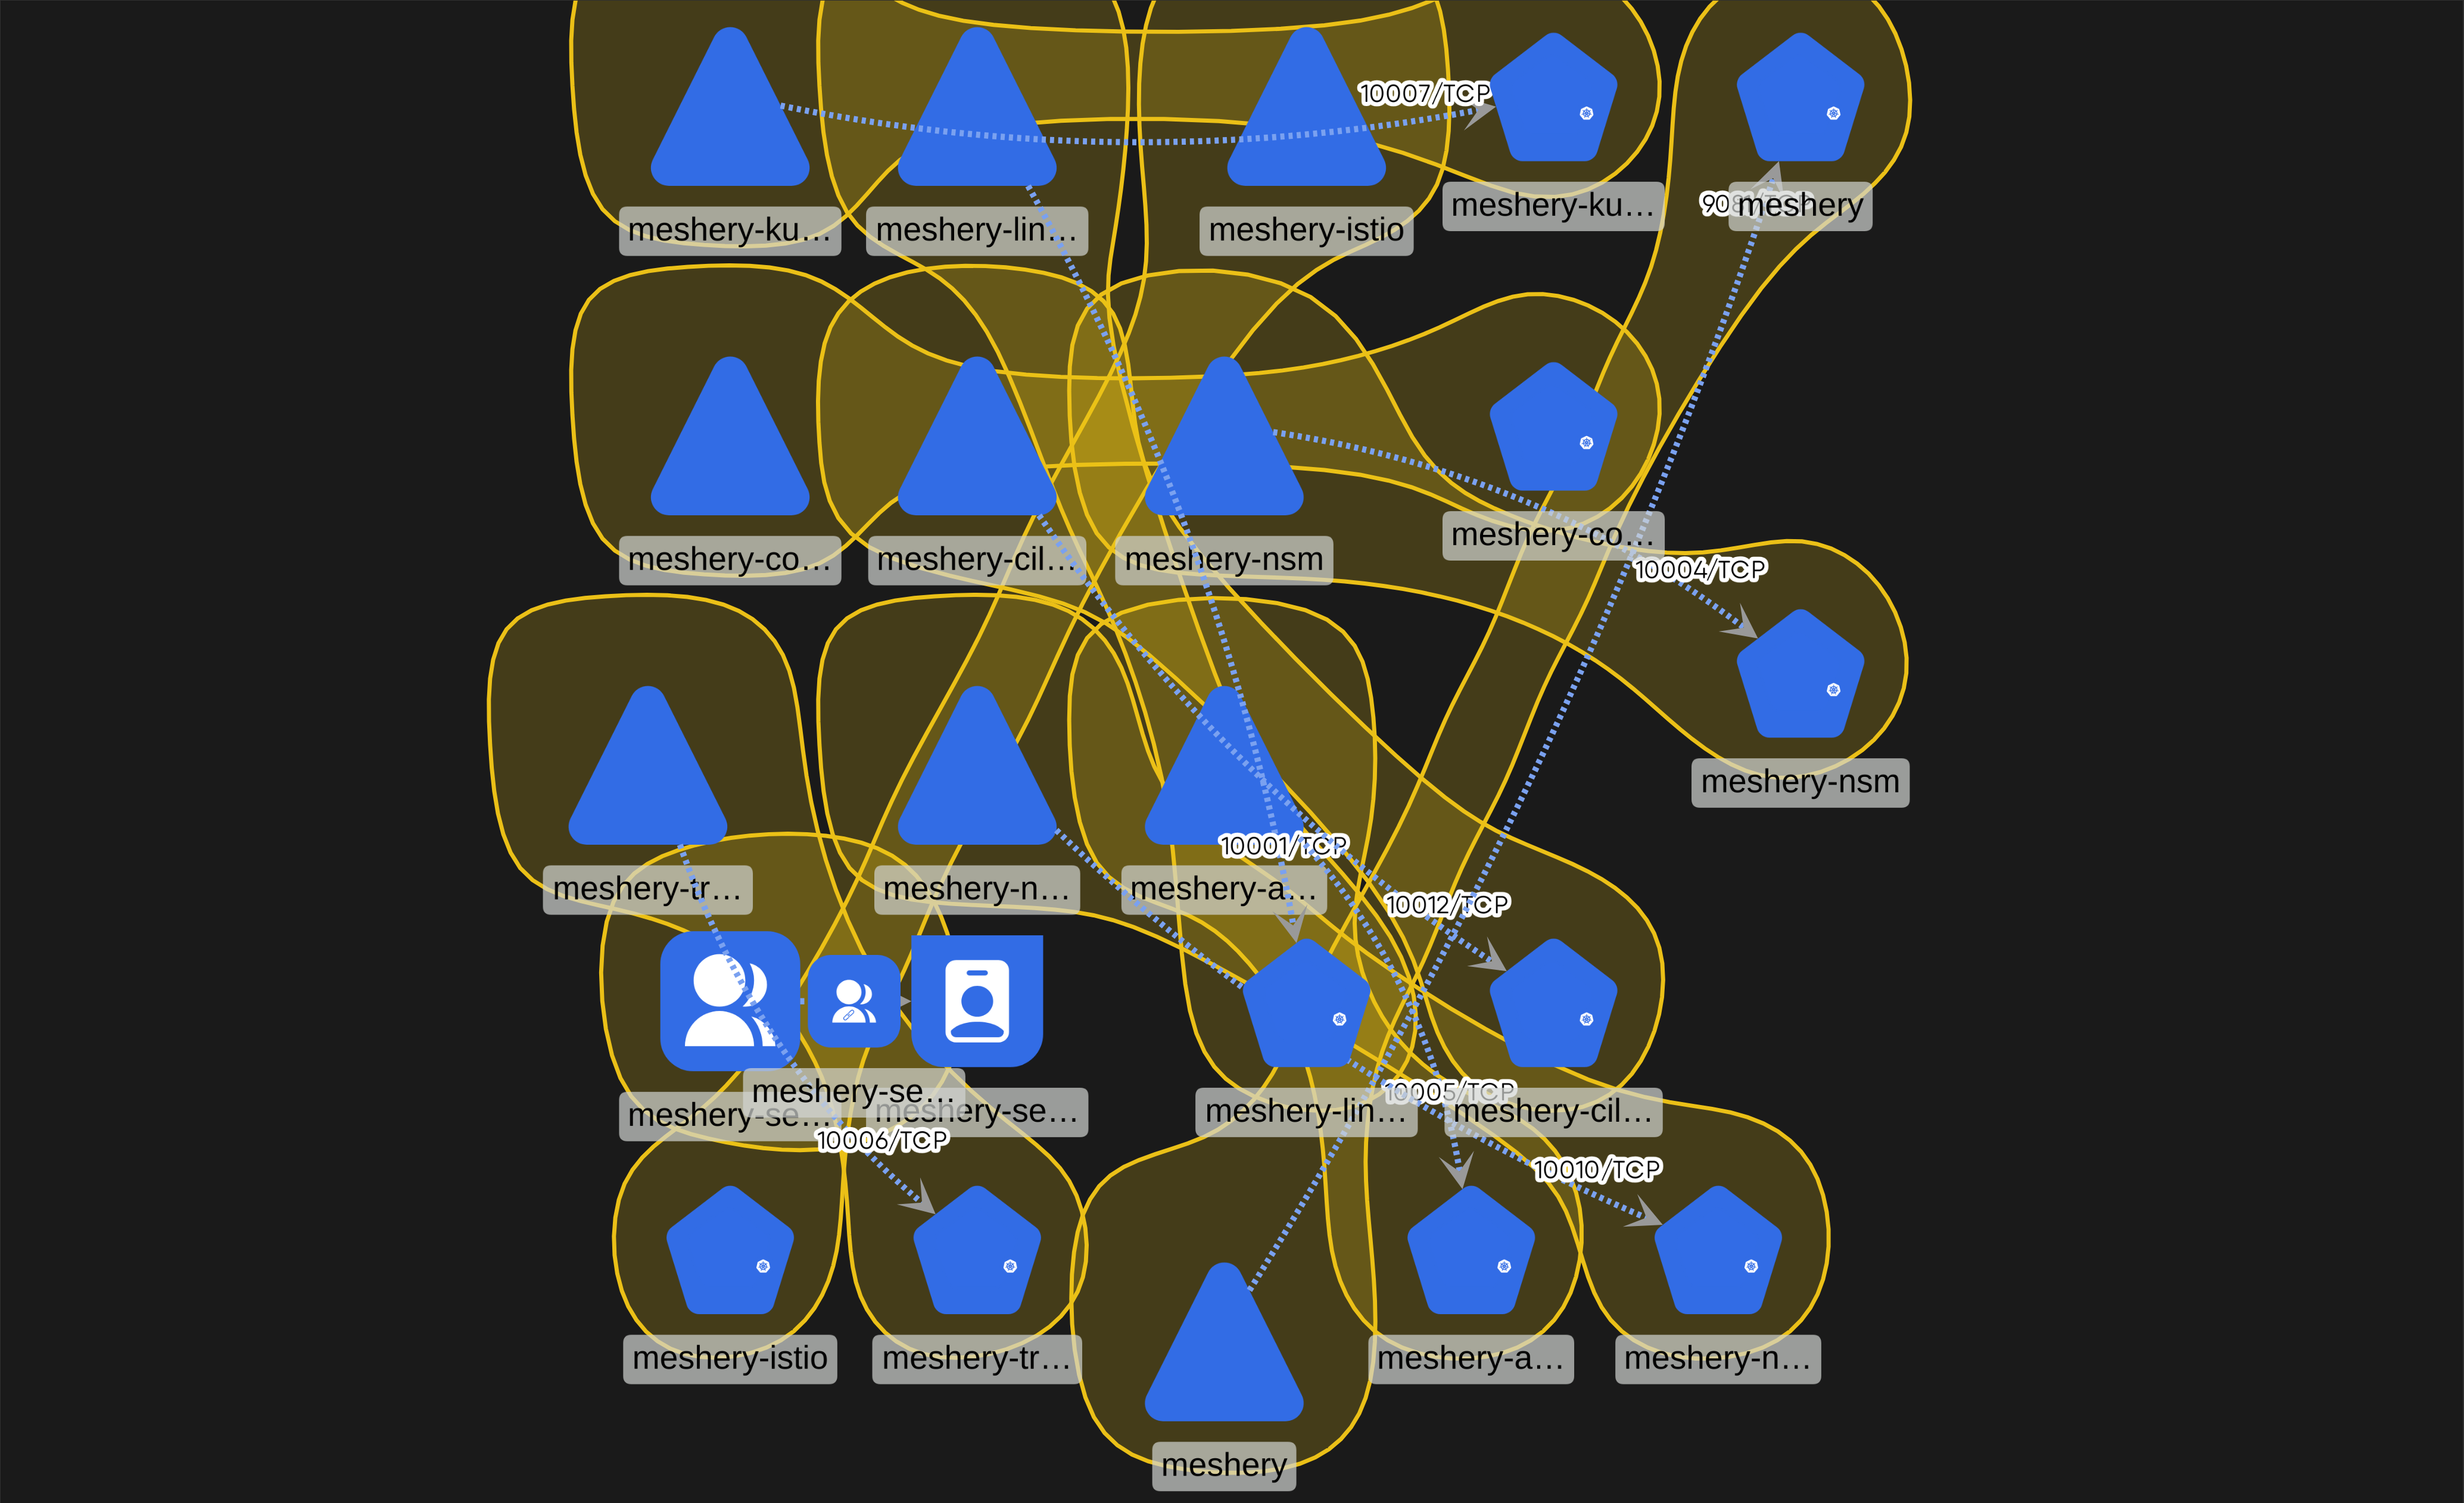 10007/TCP
meshery-ku…
meshery-lin…
meshery-istio
meshery-ku…
meshery
meshery-co…
meshery-cil…
meshery-nsm
meshery-co…
10004/TCP
meshery-nsm
10001/TCP
meshery-tr…
meshery-n…
meshery-a…
10012/TCP
meshery-se…
meshery-se…
meshery-se…
10005/TCP
meshery-lin…
meshery-cil…
10006/TCP
10010/TCP
meshery-istio
meshery-tr…
meshery-a…
meshery-n…
meshery